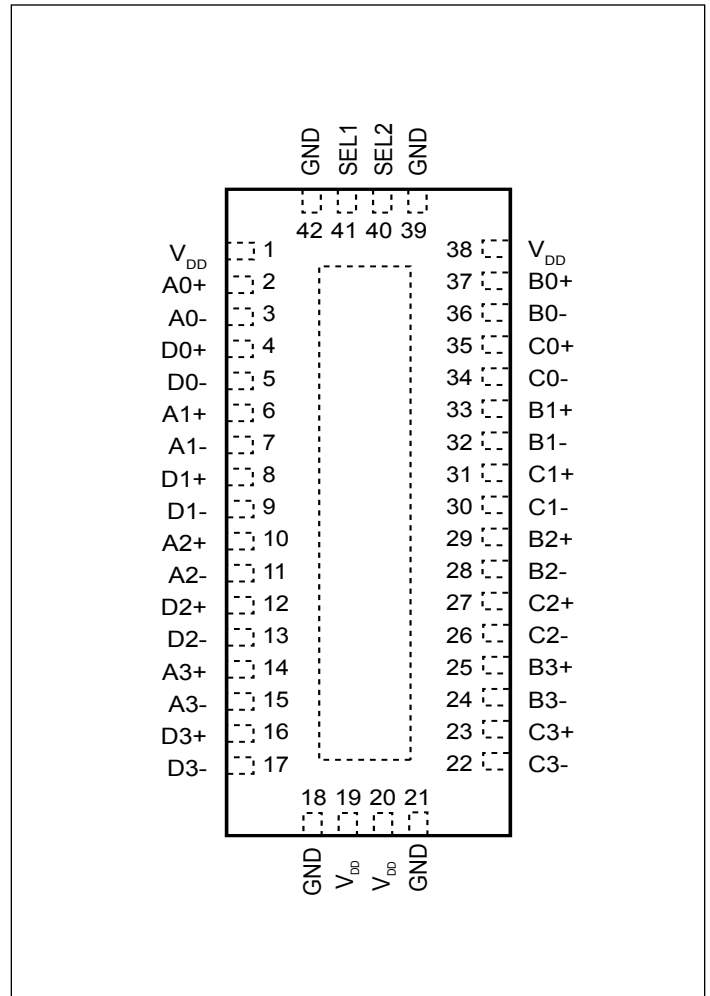 GND SEL1 SEL2 GND
42 41 40 39
V_DD 1 38 V_DD
A0+ 2 37 B0+
A0- 3 36 B0-
D0+ 4 35 C0+
D0- 5 34 C0-
A1+ 6 33 B1+
A1- 7 32 B1-
D1+ 8 31 C1+
D1- 9 30 C1-
A2+ 10 29 B2+
A2- 11 28 B2-
D2+ 12 27 C2+
D2- 13 26 C2-
A3+ 14 25 B3+
A3- 15 24 B3-
D3+ 16 23 C3+
D3- 17 22 C3-
18 19 20 21
GND V_DD V_DD GND